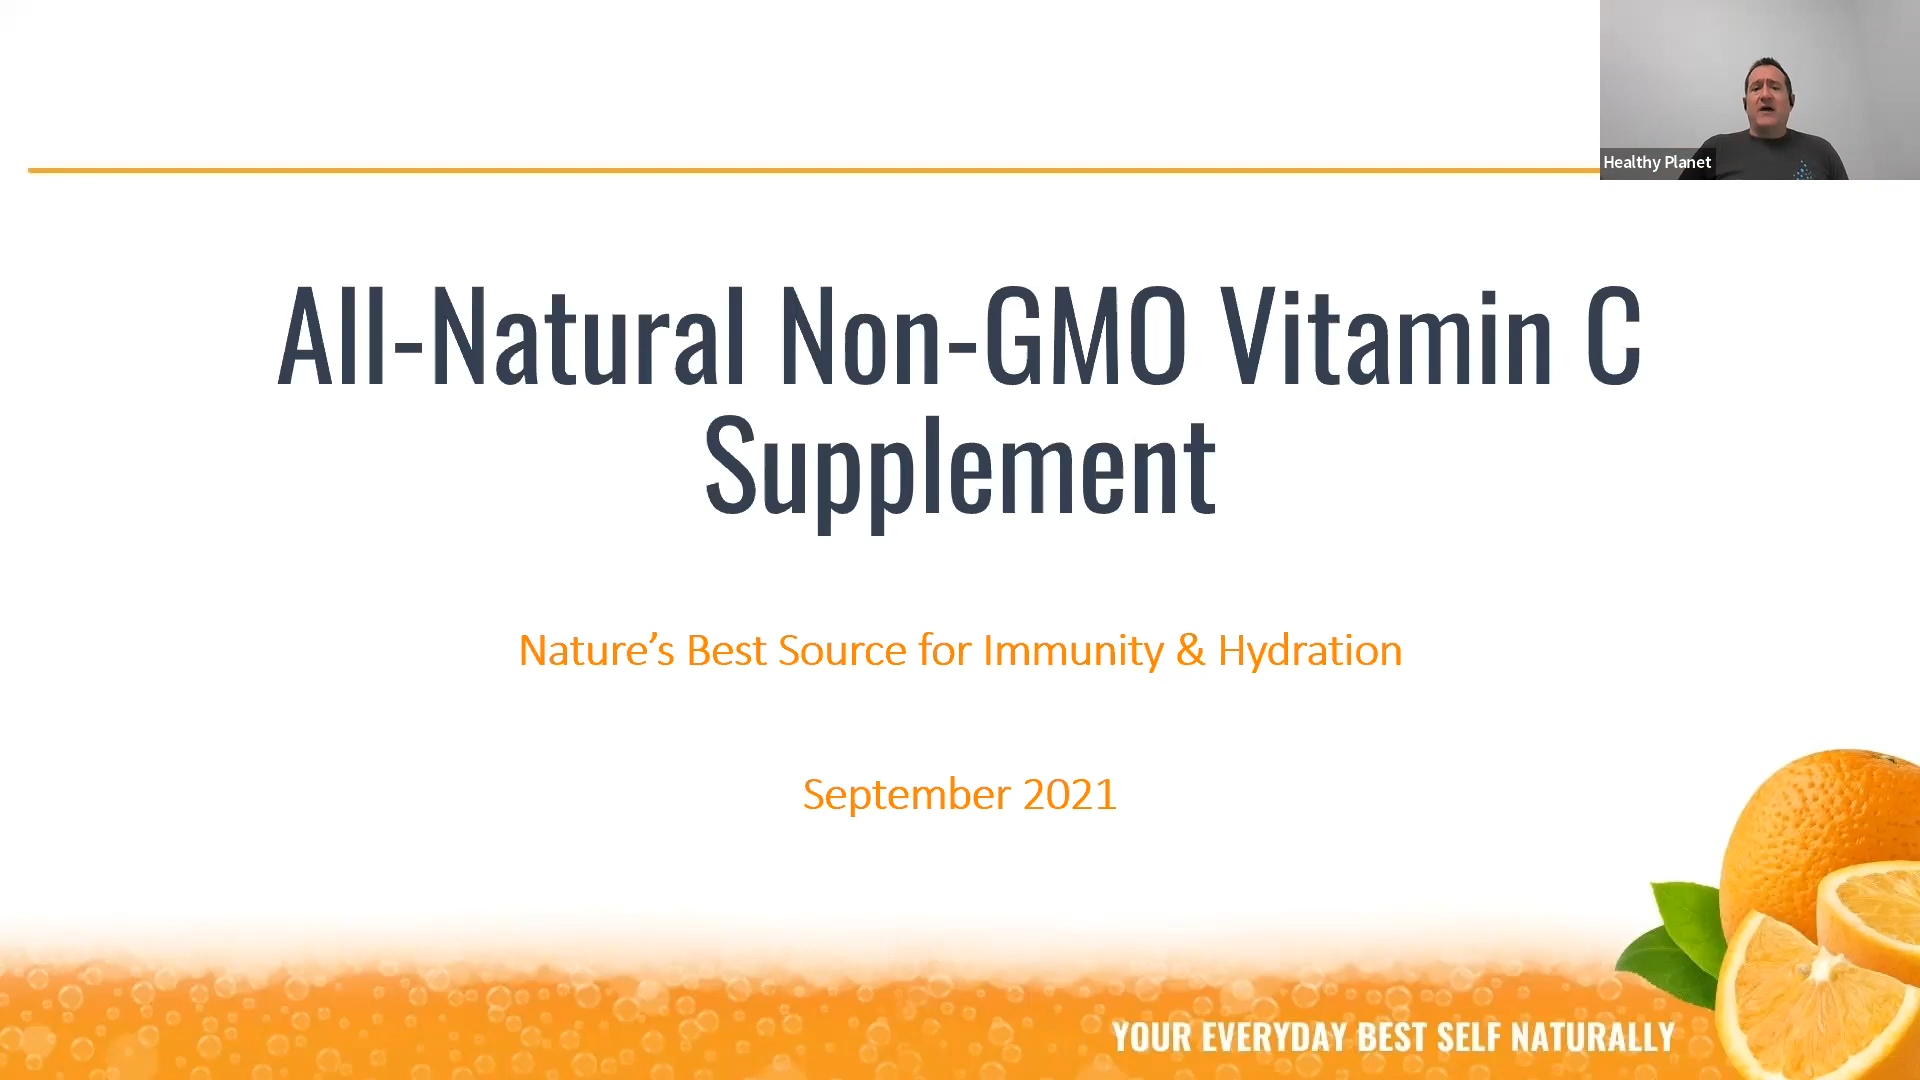 Healthy Planet
All-Natural Non-GMO Vitamin C
Supplement
Nature’s Best Source for Immunity & Hydration
September 2021
YOUR EVERYDAY BEST SELF NATURALLY